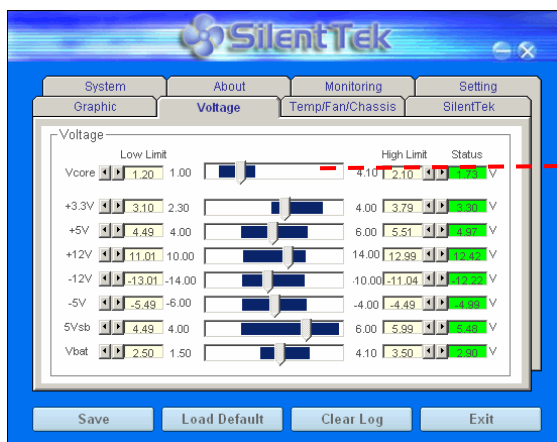 SilentTek
System About Monitoring Setting
Graphic Voltage Temp/Fan/Chassis SilentTek
Voltage
Low Limit High Limit Status
Vcore 1.20 1.00 4.10 2.10 1.73 V
+3.3V 3.10 2.30 4.00 3.79 3.30 V
+5V 4.49 4.00 6.00 5.51 4.97 V
+12V 11.01 10.00 14.00 12.99 12.42 V
-12V -13.01 -14.00 -10.00 -11.04 -12.22 V
-5V -5.49 -6.00 -4.00 -4.49 -4.99 V
5Vsb 4.49 4.00 6.00 5.99 5.48 V
Vbat 2.50 1.50 4.10 3.50 2.90 V
Save Load Default Clear Log Exit